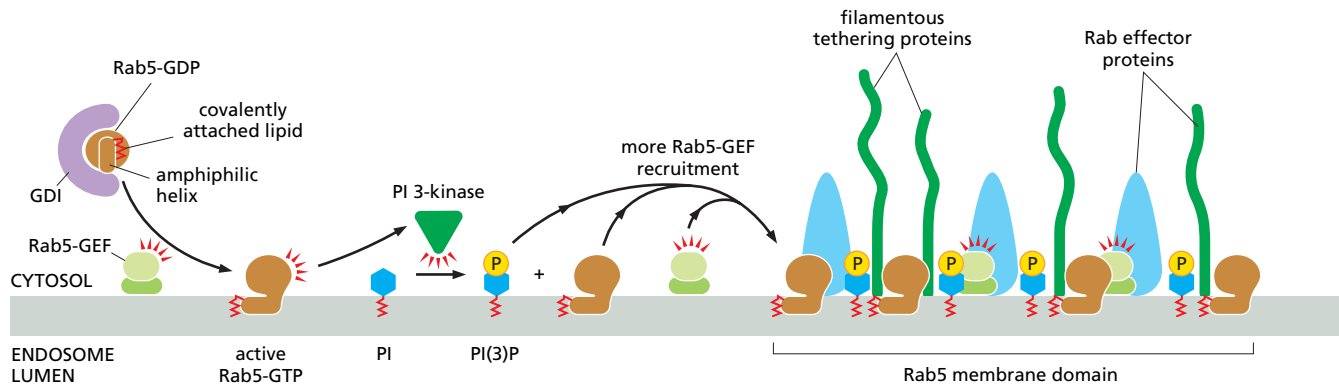 filamentous
tethering proteins
Rab effector
proteins
Rab5-GDP
covalently
attached lipid
amphiphilic
helix
GDI
more Rab5-GEF
recruitment
PI 3-kinase
Rab5-GEF
CYTOSOL
P
+
P
P
P
P
ENDOSOME
LUMEN
active
Rab5-GTP
PI
PI(3)P
Rab5 membrane domain